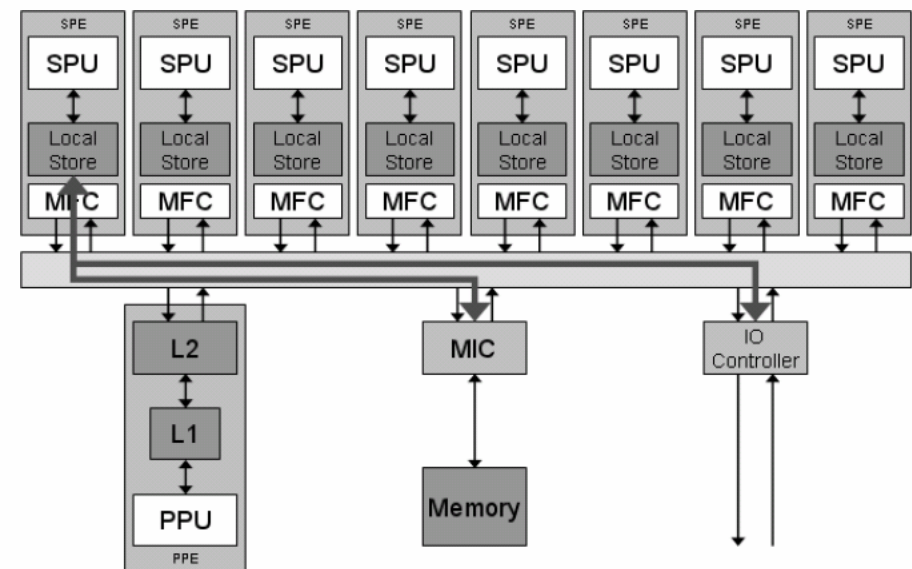 SPE SPE SPE SPE SPE SPE SPE SPE
SPU SPU SPU SPU SPU SPU SPU SPU
Local Local Local Local Local Local Local Local
Store Store Store Store Store Store Store Store
MFC MFC MFC MFC MFC MFC MFC MFC
L2 MIC IO
Controller
L1
Memory
PPU
PPE